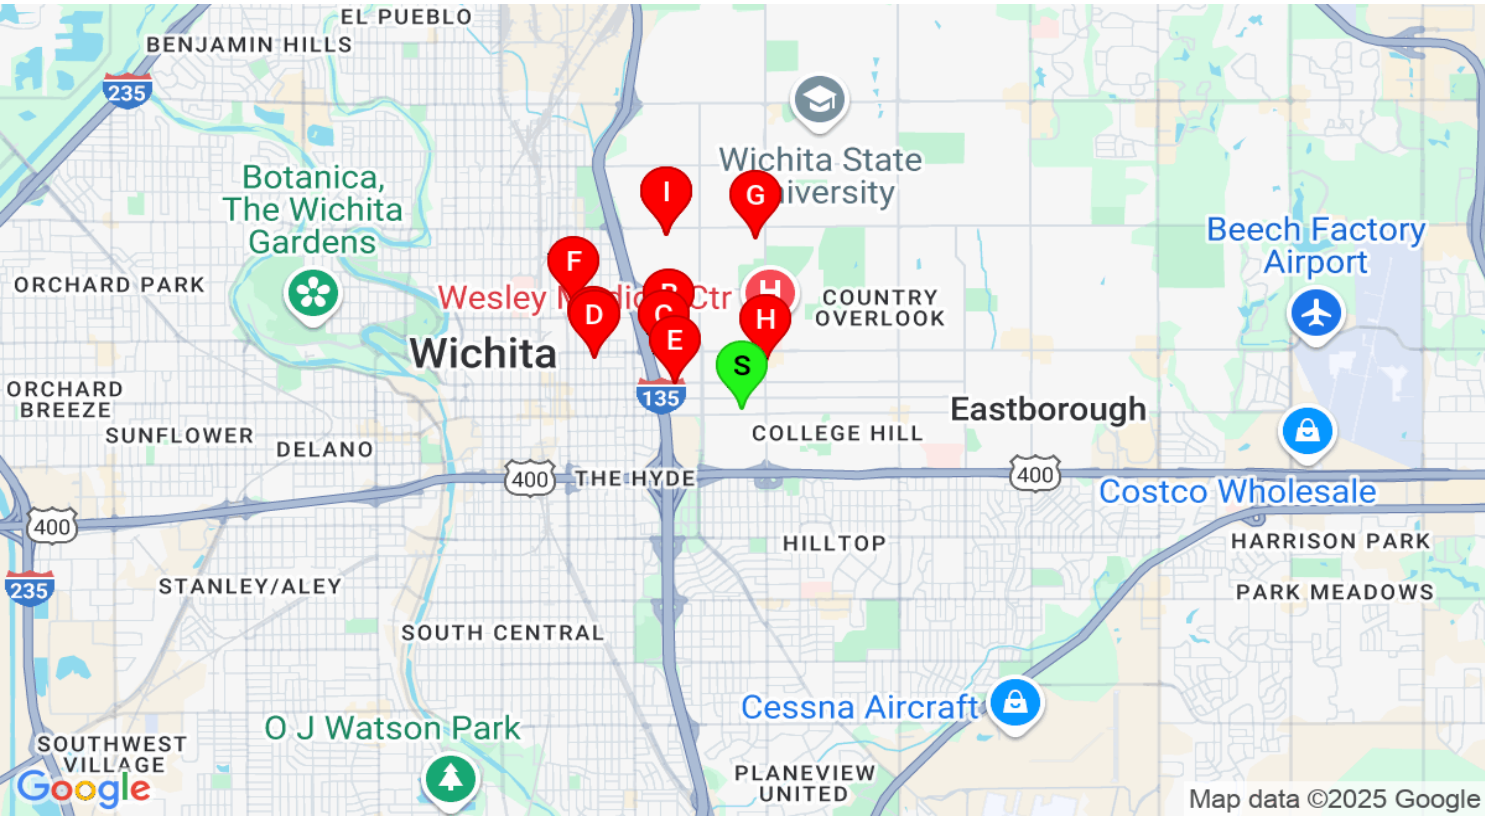 EL PUEBLO
BENJAMIN HILLS
235
Wichita State
University
Botanica,
The Wichita
Gardens
I
G
F
Beech Factory
Airport
ORCHARD PARK
Wesley Medical Ctr
H
COUNTRY
OVERLOOK
B
C
D
H
E
S
Wichita
135
ORCHARD
BREEZE
Eastborough
SUNFLOWER
DELANO
COLLEGE HILL
400
THE HYDE
400
Costco Wholesale
400
HILLTOP
HARRISON PARK
235
STANLEY/ALEY
PARK MEADOWS
SOUTH CENTRAL
Cessna Aircraft
O J Watson Park
SOUTHWEST
VILLAGE
PLANEVIEW
UNITED
Google
Map data ©2025 Google